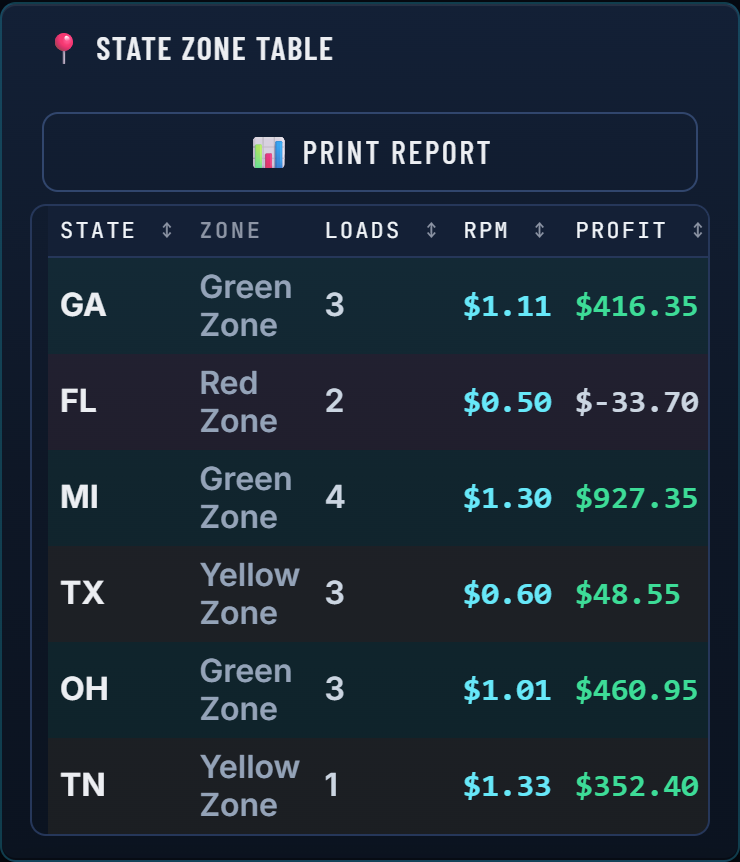 STATE ZONE TABLE
PRINT REPORT
STATE ↕ ZONE LOADS ↕ RPM ↕ PROFIT ↕
GA Green Zone 3 $1.11 $416.35
FL Red Zone 2 $0.50 $-33.70
MI Green Zone 4 $1.30 $927.35
TX Yellow Zone 3 $0.60 $48.55
OH Green Zone 3 $1.01 $460.95
TN Yellow Zone 1 $1.33 $352.40